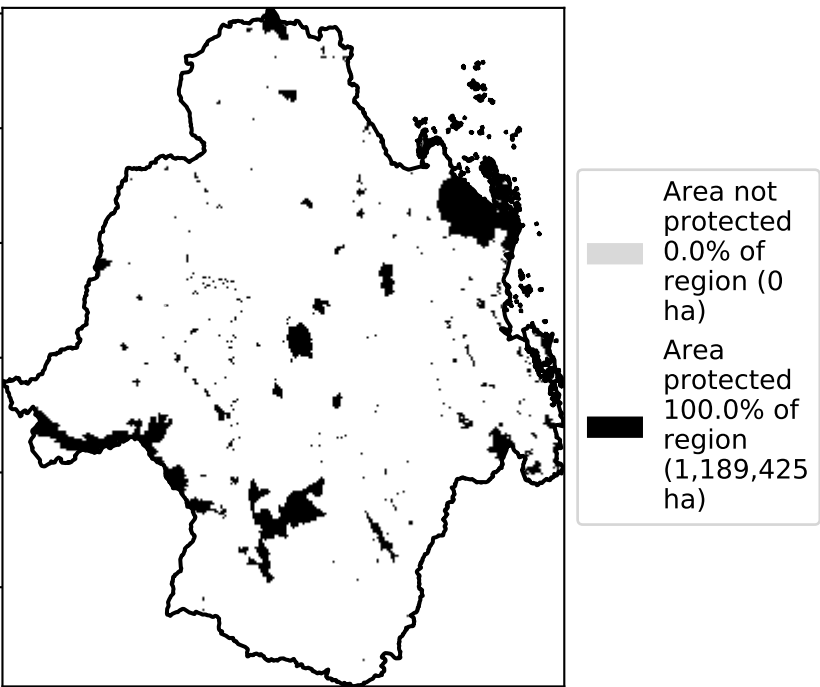 Area not
protected
0.0% of
region (0
ha)
Area
protected
100.0% of
region
(1,189,425
ha)